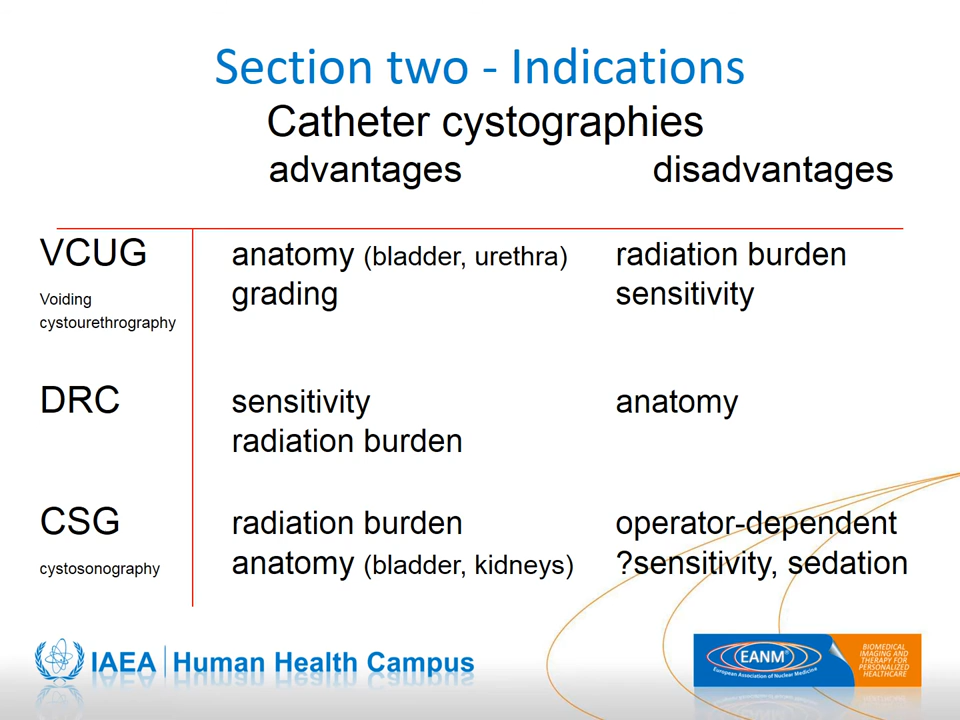 Section two - Indications
Catheter cystographies
advantages disadvantages
VCUG anatomy (bladder, urethra) radiation burden
grading sensitivity
Voiding
cystourethrography
DRC sensitivity anatomy
radiation burden
CSG radiation burden operator-dependent
cystosonography anatomy (bladder, kidneys) ?sensitivity, sedation
IAEA Human Health Campus
EANM®
European Association of Nuclear Medicine
BIOMEDICAL
IMAGING AND
THERAPY FOR
PERSONALIZED
HEALTHCARE